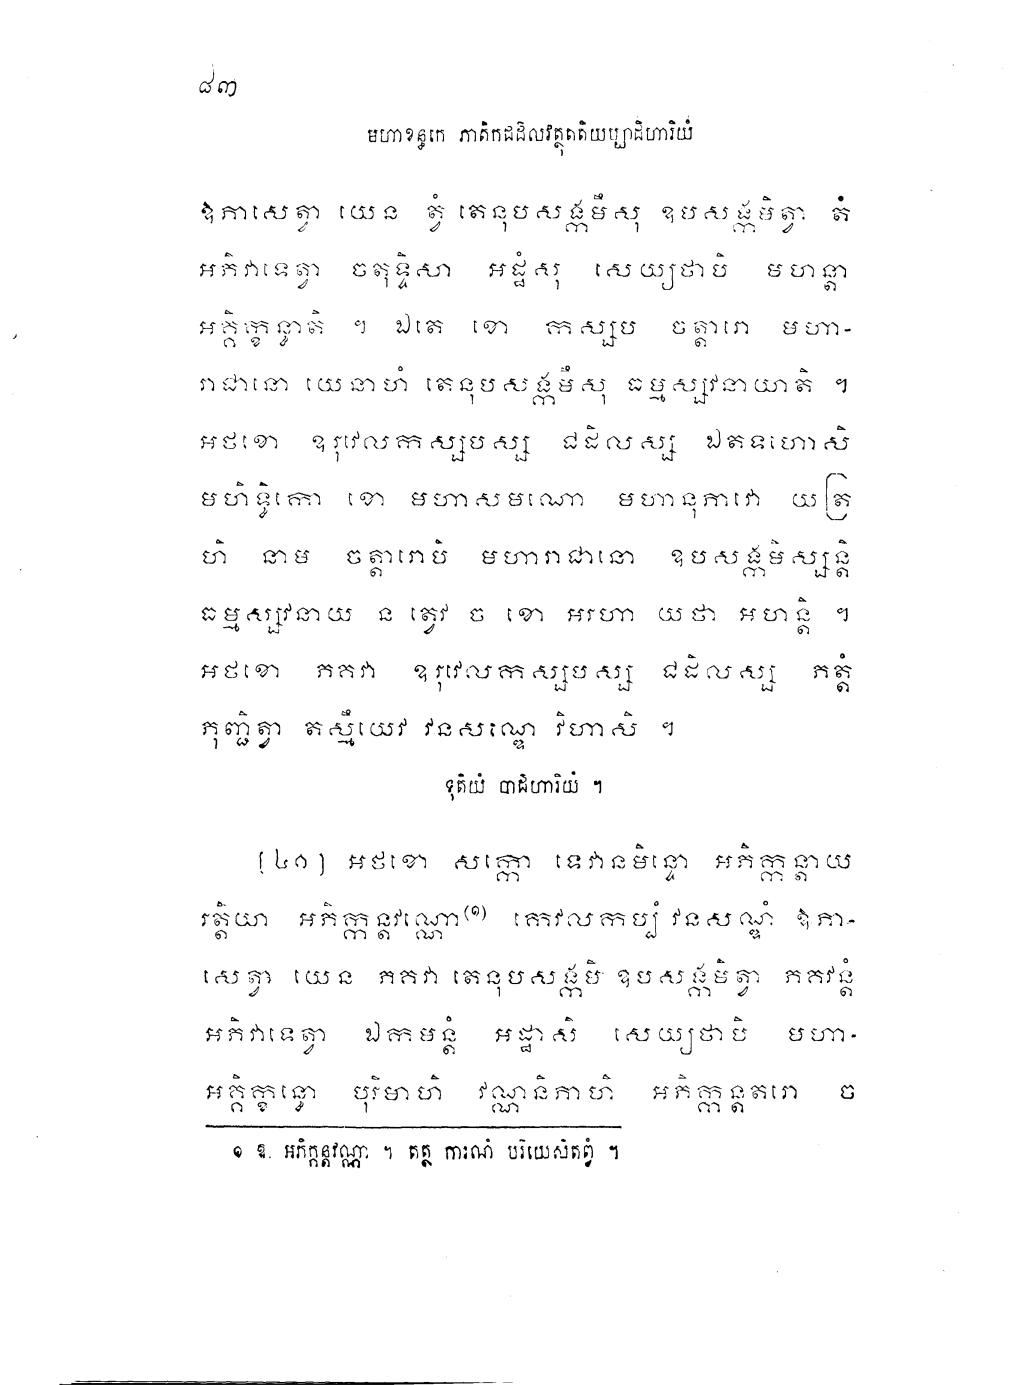 ៨៣
មហាខន្ធកេ ភាតិកជដិលវត្ថុតតិយប្បាដិហារិយំ
ឱភាសេត្វា យេន ត្វំ តេនុបសង្កមឹសុ ឧបសង្កមិត្វា តំ
អភិវាទេត្វា ចតុទ្ទិសា អដ្ឋំសុ សេយ្យថាបិ មហន្តា
អគ្គិក្ខន្ធាតិ ។ ឯតេ ខោ កស្សប ចត្តារោ មហា-
រាជានោ យេនាហំ តេនុបសង្កមឹសុ ធម្មស្សវនាយាតិ ។
អថខោ ឧរុវេលកស្សបស្ស ជដិលស្ស ឯតទហោសិ
មហិទ្ធិកោ ខោ មហាសមណោ មហានុភាវោ យត្រ
ហិ នាម ចត្តារោបិ មហារាជានោ ឧបសង្កមិស្សន្តិ
ធម្មស្សវនាយ ន ត្វេវ ច ខោ អរហា យថា អហន្តិ ។
អថខោ ភគវា ឧរុវេលកស្សបស្ស ជដិលស្ស ភត្តំ
ភុញ្ជិត្វា តស្មឹយេវ វនសណ្ឌេ វិហាសិ ។
ទុតិយំ បាដិហារិយំ ។
[៤១] អថខោ សក្កោ ទេវានមិន្ទោ អភិក្កន្តាយ
រត្តិយា អភិក្កន្តវណ្ណោ(១) កេវលកប្បំ វនសណ្ឌំ ឱភា-
សេត្វា យេន ភគវា តេនុបសង្កមិ ឧបសង្កមិត្វា ភគវន្តំ
អភិវាទេត្វា ឯកមន្តំ អដ្ឋាសិ សេយ្យថាបិ មហា-
អគ្គិក្ខន្ធោ បុរិមាហិ វណ្ណនិភាហិ អភិក្កន្តតរោ ច
១ ឱ. អភិក្កន្តវណ្ណា ។ តត្ថ ការណំ បរិយេសិតព្វំ ។